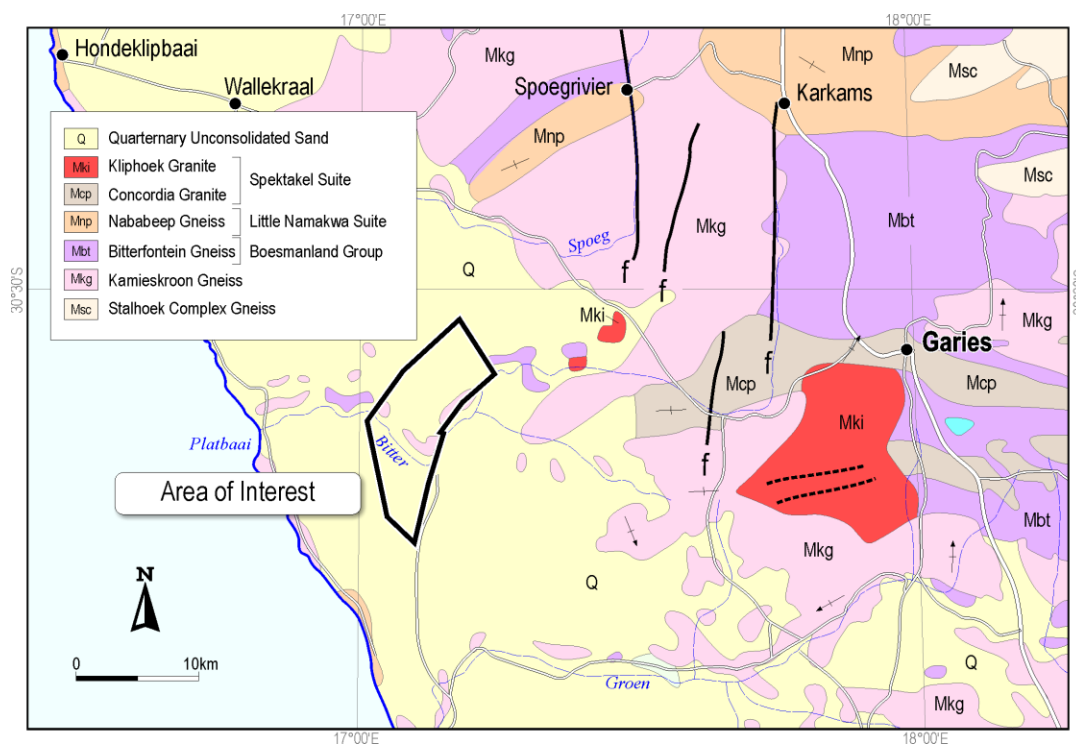 17°00'E
18°00'E
Hondeklipbaai
Wallekraal
Mkg
Spoegrivier
Mnp
Mnp
Karkams
Msc
Msc
Q Quarternary Unconsolidated Sand
Mki Kliphoek Granite
Mcp Concordia Granite
Spektakel Suite
Mnp Nababeep Gneiss
Little Namakwa Suite
Mbt Bitterfontein Gneiss
Boesmanland Group
Mkg Kamieskroon Gneiss
Msc Stalhoek Complex Gneiss
Mkg
Mbt
Spoeg
Q
f
f
30°30'S
Mki
Mkg
f
Garies
Mcp
Mcp
Mki
Platbaai
Bitter
f
Area of Interest
Mbt
Mkg
Q
N
0 10km
Groen
Q
Mkg
17°00'E
18°00'E